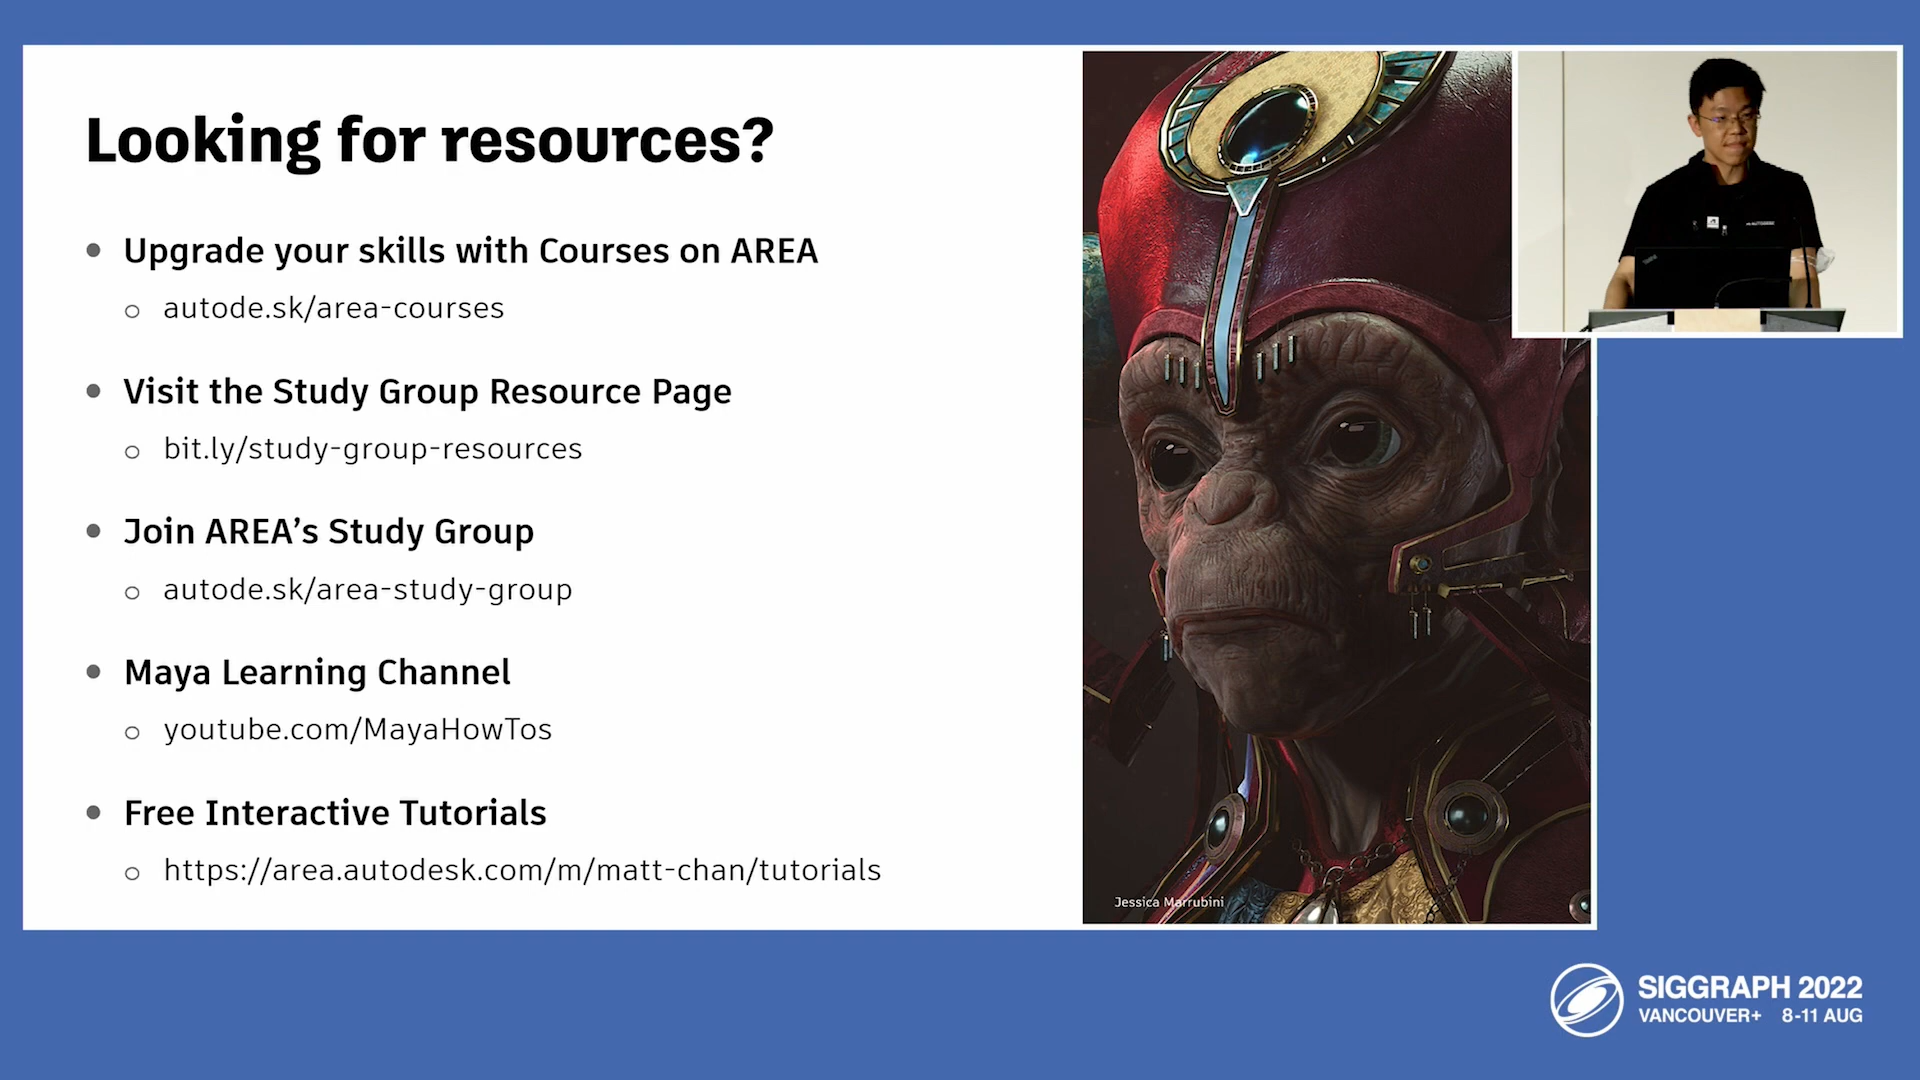 Looking for resources?
Upgrade your skills with Courses on AREA
autode.sk/area-courses
Visit the Study Group Resource Page
bit.ly/study-group-resources
Join AREA’s Study Group
autode.sk/area-study-group
Maya Learning Channel
youtube.com/MayaHowTos
Free Interactive Tutorials
https://area.autodesk.com/m/matt-chan/tutorials
Jessica Marrubini
SIGGRAPH 2022
VANCOUVER+ 8-11 AUG